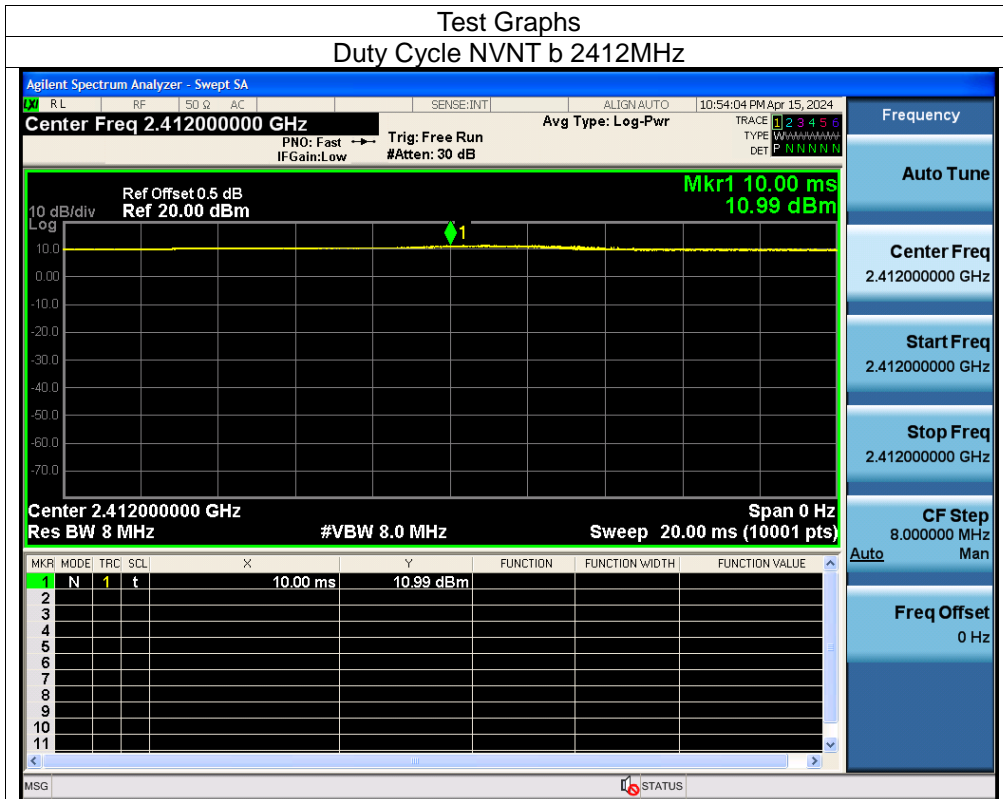 Test Graphs
Duty Cycle NVNT b 2412MHz
Agilent Spectrum Analyzer - Swept SA
LXI RL RF 50 Ω AC SENSE:INT ALIGN AUTO 10:54:04 PM Apr 15, 2024
Center Freq 2.412000000 GHz Avg Type: Log-Pwr TRACE 1 2 3 4 5 6
PNO: Fast Trig: Free Run TYPE WWWWWW
IFGain:Low #Atten: 30 dB DET P N N N N N
Frequency
Auto Tune
Center Freq
2.412000000 GHz
Start Freq
2.412000000 GHz
Stop Freq
2.412000000 GHz
CF Step
8.000000 MHz
Auto Man
Freq Offset
0 Hz
Mkr1 10.00 ms
10.99 dBm
Ref Offset 0.5 dB
10 dB/div Ref 20.00 dBm
Log
1
10.0
0.00
-10.0
-20.0
-30.0
-40.0
-50.0
-60.0
-70.0
Center 2.412000000 GHz Span 0 Hz
Res BW 8 MHz #VBW 8.0 MHz Sweep 20.00 ms (10001 pts)
MKR MODE TRC SCL X Y FUNCTION FUNCTION WIDTH FUNCTION VALUE
1 N 1 t 10.00 ms 10.99 dBm
2
3
4
5
6
7
8
9
10
11
MSG STATUS